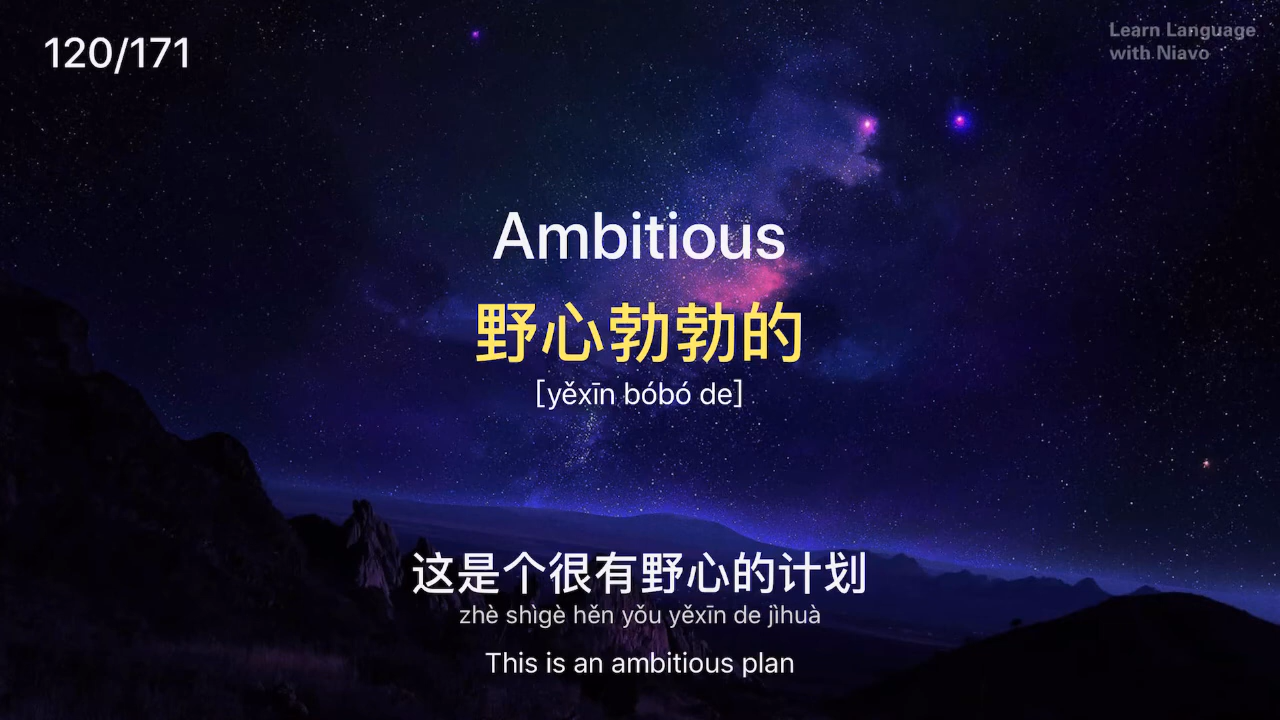 120/171
Learn Language
with Niavo
Ambitious
野心勃勃的
[yěxīn bóbó de]
这是个很有野心的计划
zhè shìgè hěn yǒu yěxīn de jìhuà
This is an ambitious plan